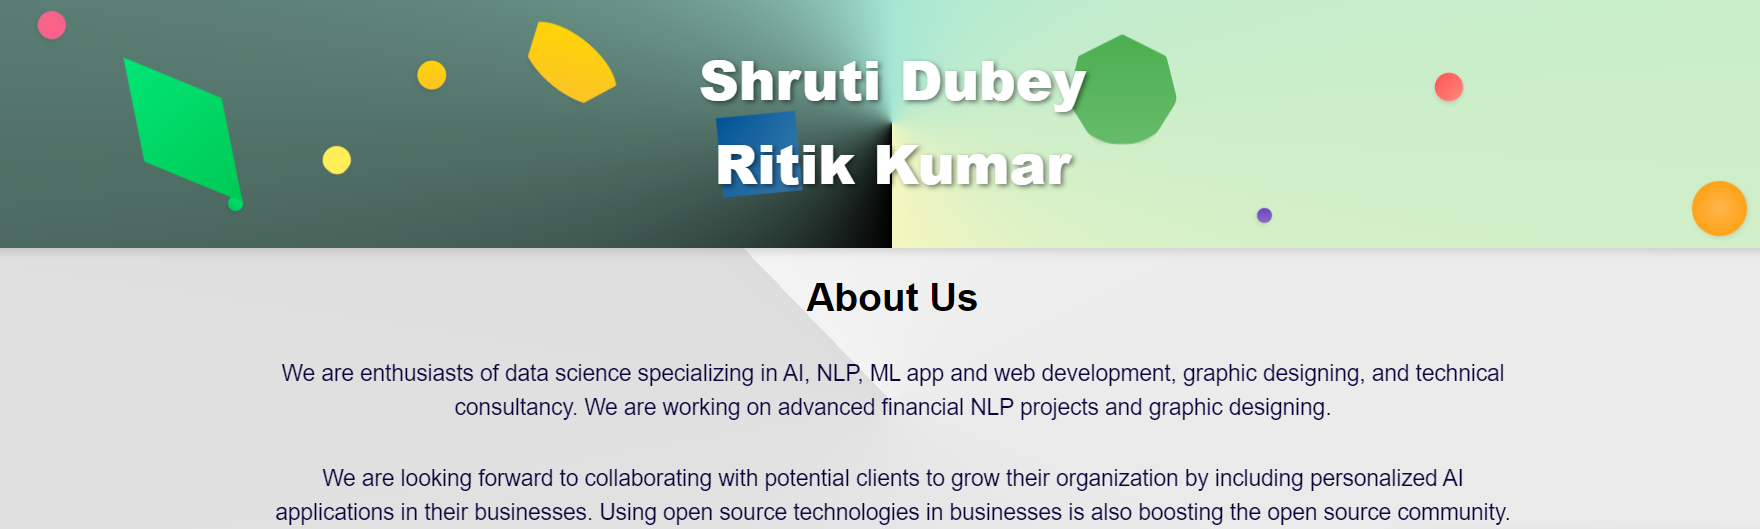 Shruti Dubey
Ritik Kumar
About Us
We are enthusiasts of data science specializing in AI, NLP, ML app and web development, graphic designing, and technical
consultancy. We are working on advanced financial NLP projects and graphic designing.
We are looking forward to collaborating with potential clients to grow their organization by including personalized AI
applications in their businesses. Using open source technologies in businesses is also boosting the open source community.